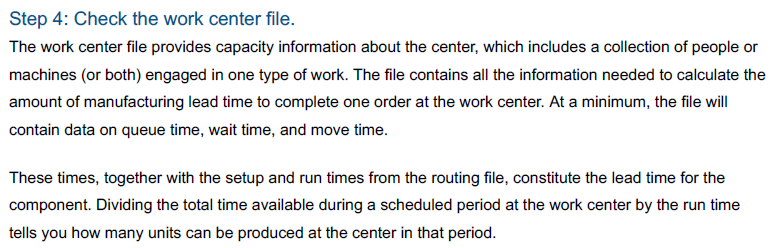 Step 4: Check the work center file.
The work center file provides capacity information about the center, which includes a collection of people or
machines (or both) engaged in one type of work. The file contains all the information needed to calculate the
amount of manufacturing lead time to complete one order at the work center. At a minimum, the file will
contain data on queue time, wait time, and move time.
These times, together with the setup and run times from the routing file, constitute the lead time for the
component. Dividing the total time available during a scheduled period at the work center by the run time
tells you how many units can be produced at the center in that period.